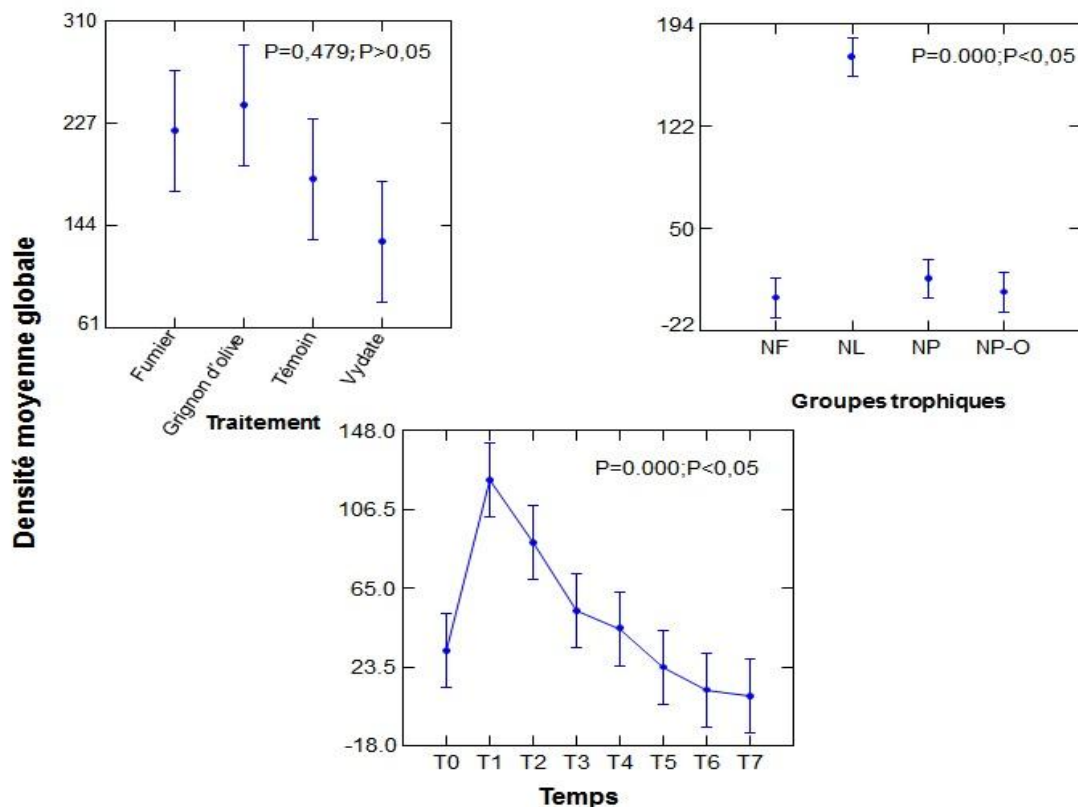 Densité moyenne globale
310
227
144
61
P=0,479; P>0,05
Fumier
Grignon d'olive
Témoin
Vydate
Traitement
194
122
50
-22
P=0.000;P<0,05
NF NL NP NP-O
Groupes trophiques
148.0
106.5
65.0
23.5
-18.0
P=0.000;P<0,05
T0 T1 T2 T3 T4 T5 T6 T7
Temps